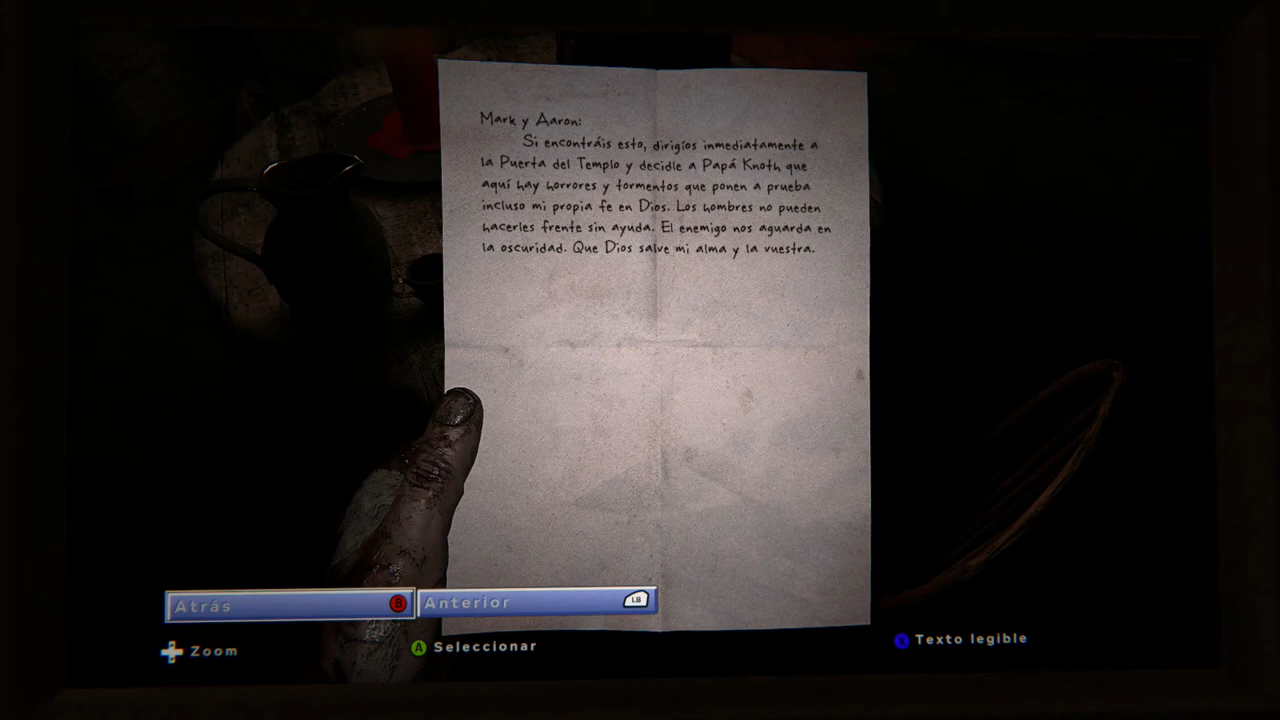 Mark y Aaron:
Si encontráis esto, dirigíos inmediatamente a
la Puerta del Templo y decidle a Papá Knoth que
aquí hay horrores y tormentos que ponen a prueba
incluso mi propia fe en Dios. Los hombres no pueden
hacerles frente sin ayuda. El enemigo nos aguarda en
la oscuridad. Que Dios salve mi alma y la vuestra.
Atrás B
Anterior LB
Zoom
A Seleccionar
X Texto legible